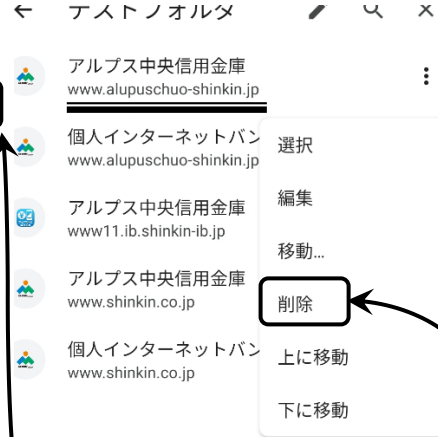 テストフォルダ
アルプス中央信用金庫
www.alupuschuo-shinkin.jp
個人インターネットバン
www.alupuschuo-shinkin.jp
アルプス中央信用金庫
www11.ib.shinkin-ib.jp
アルプス中央信用金庫
www.shinkin.co.jp
個人インターネットバン
www.shinkin.co.jp
選択
編集
移動...
削除
上に移動
下に移動